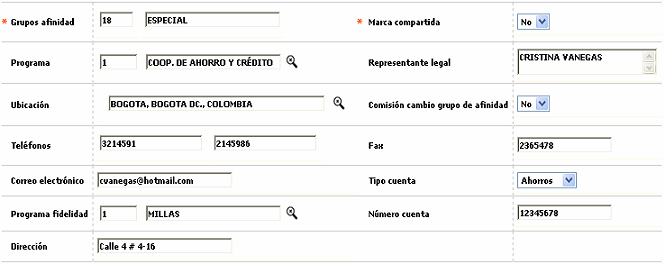 * Grupos afinidad 18 ESPECIAL * Marca compartida No
Programa 1 COOP. DE AHORRO Y CRÉDITO Representante legal CRISTINA VANEGAS
Ubicación BOGOTA, BOGOTA DC., COLOMBIA Comisión cambio grupo de afinidad No
Teléfonos 3214591 2145986 Fax 2365478
Correo electrónico cvanegas@hotmail.com Tipo cuenta Ahorros
Programa fidelidad 1 MILLAS Número cuenta 12345678
Dirección Calle 4 # 4-16